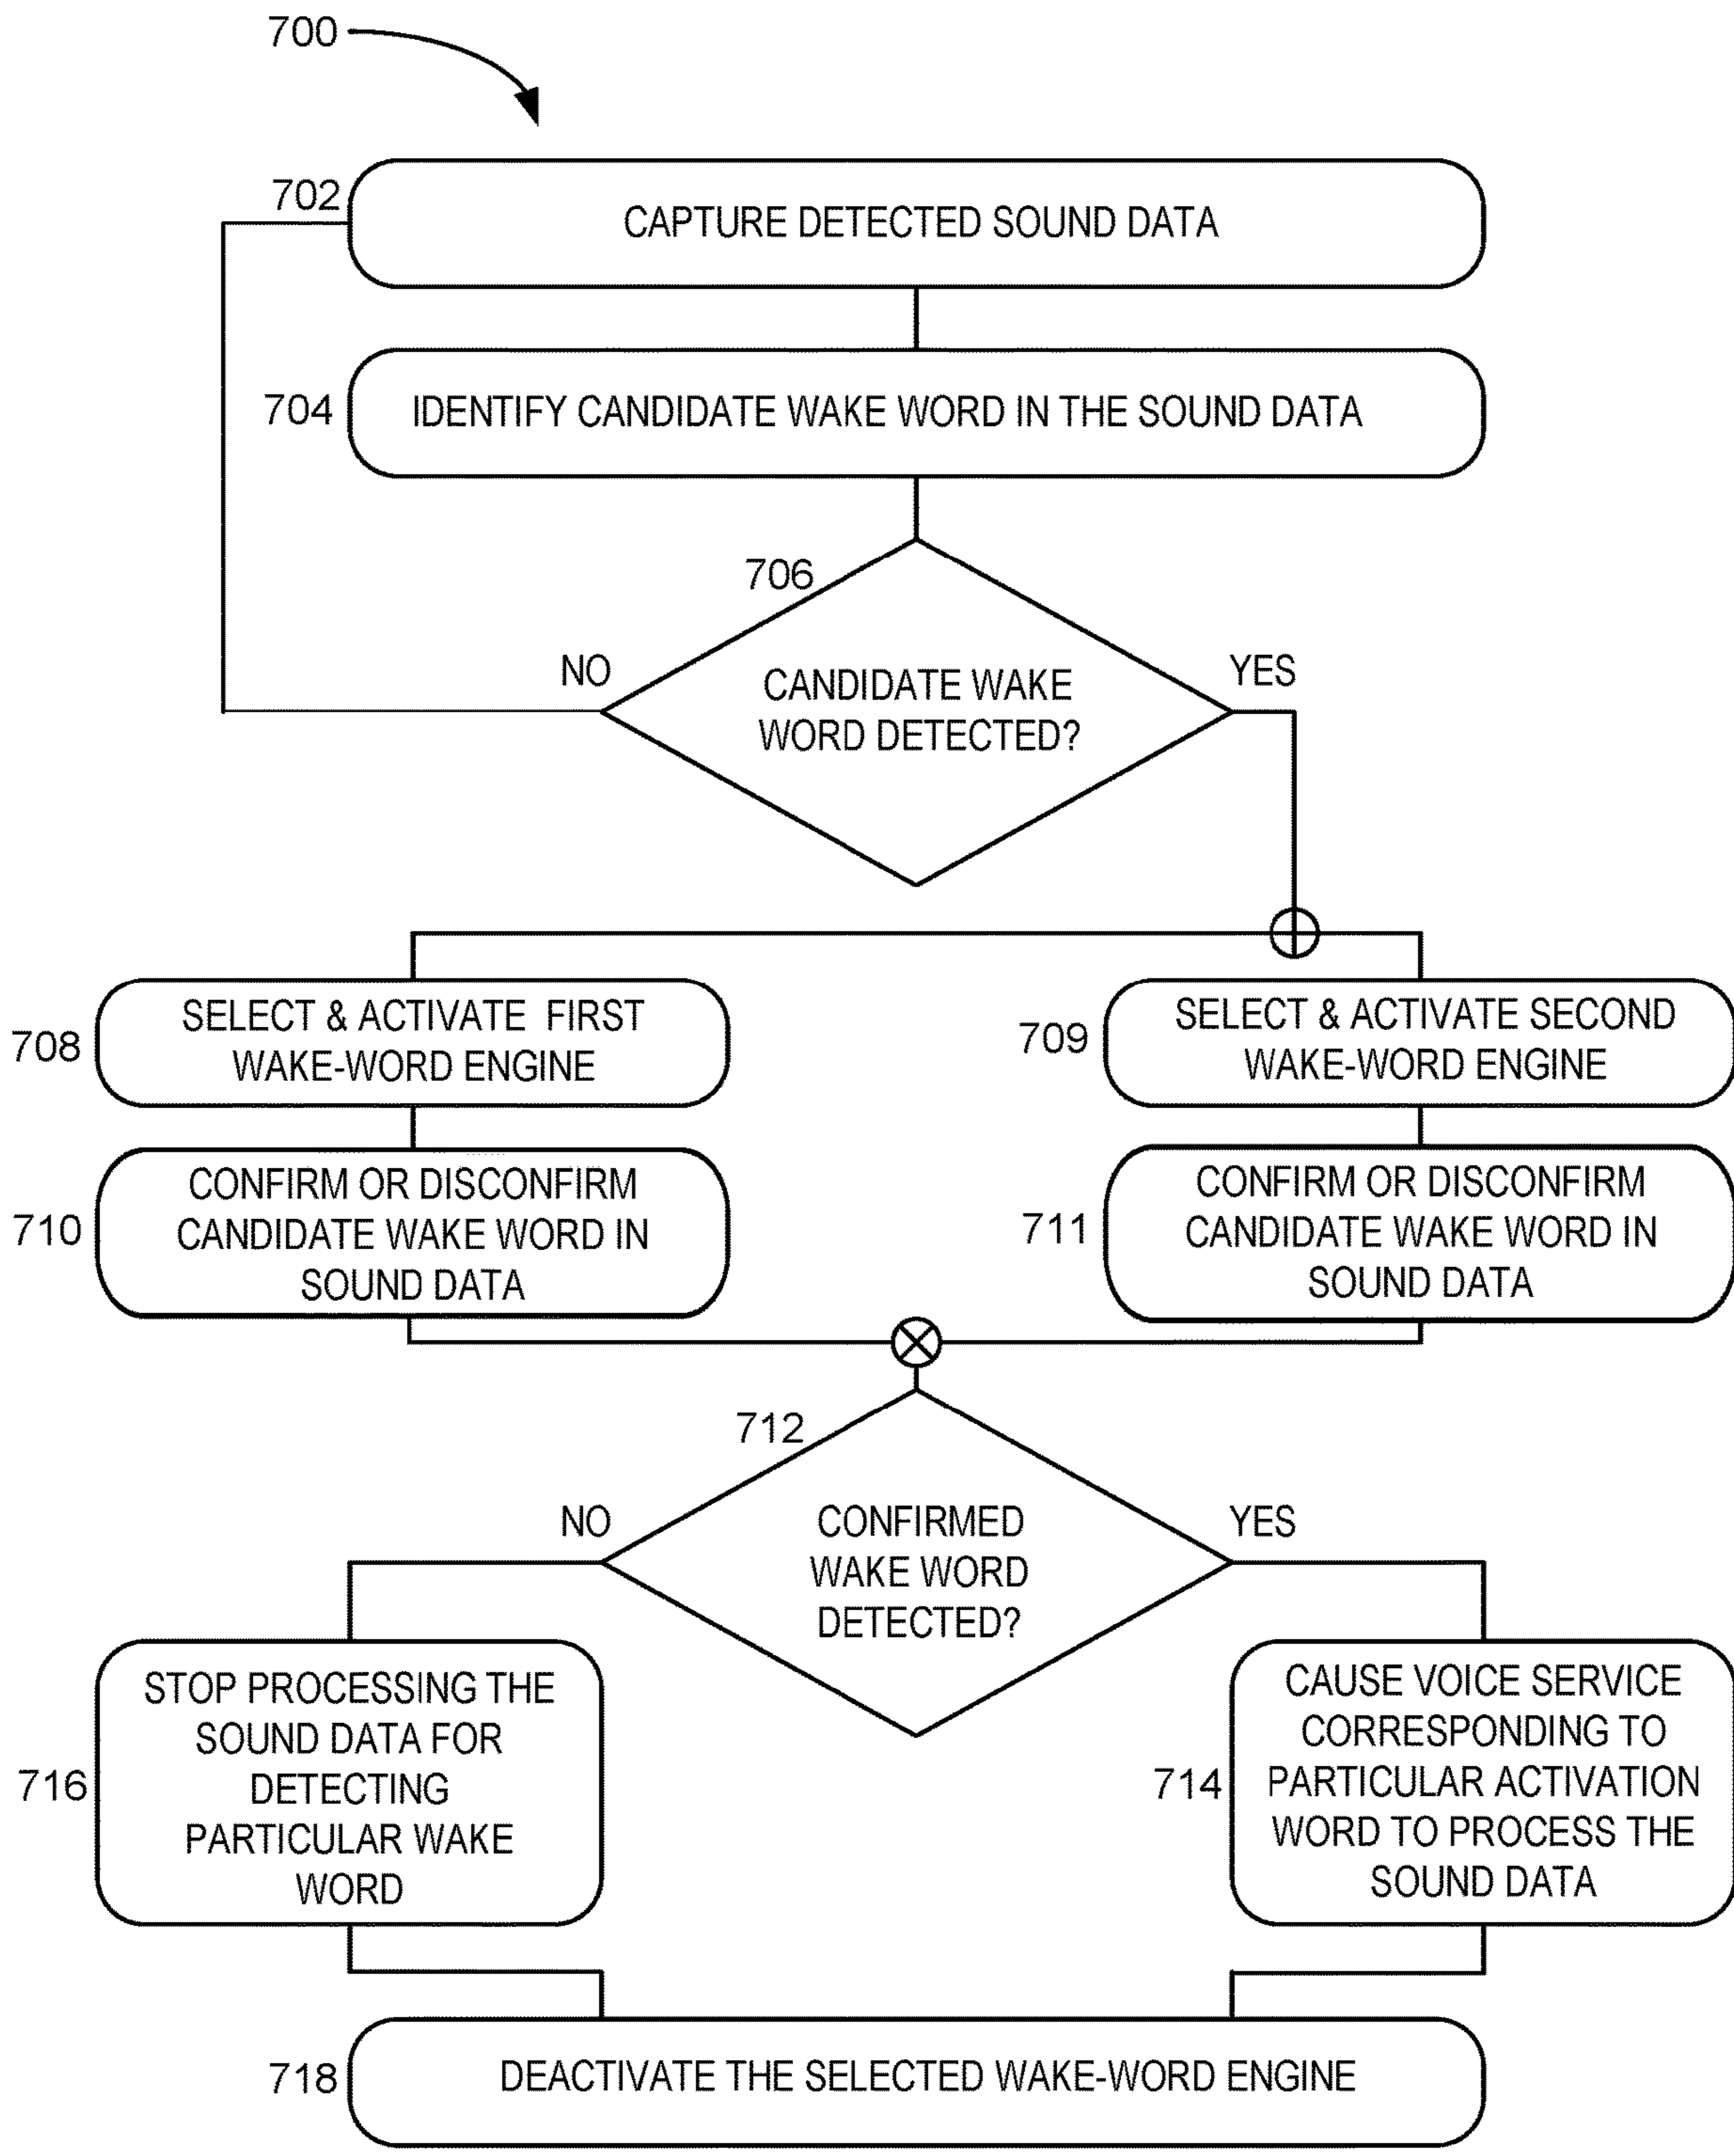 700
702
CAPTURE DETECTED SOUND DATA
704
IDENTIFY CANDIDATE WAKE WORD IN THE SOUND DATA
706
NO
YES
CANDIDATE WAKE
WORD DETECTED?
708
SELECT & ACTIVATE FIRST
WAKE-WORD ENGINE
709
SELECT & ACTIVATE SECOND
WAKE-WORD ENGINE
710
CONFIRM OR DISCONFIRM
CANDIDATE WAKE WORD IN
SOUND DATA
711
CONFIRM OR DISCONFIRM
CANDIDATE WAKE WORD IN
SOUND DATA
712
NO
YES
CONFIRMED
WAKE WORD
DETECTED?
716
STOP PROCESSING THE
SOUND DATA FOR
DETECTING
PARTICULAR WAKE
WORD
714
CAUSE VOICE SERVICE
CORRESPONDING TO
PARTICULAR ACTIVATION
WORD TO PROCESS THE
SOUND DATA
718
DEACTIVATE THE SELECTED WAKE-WORD ENGINE